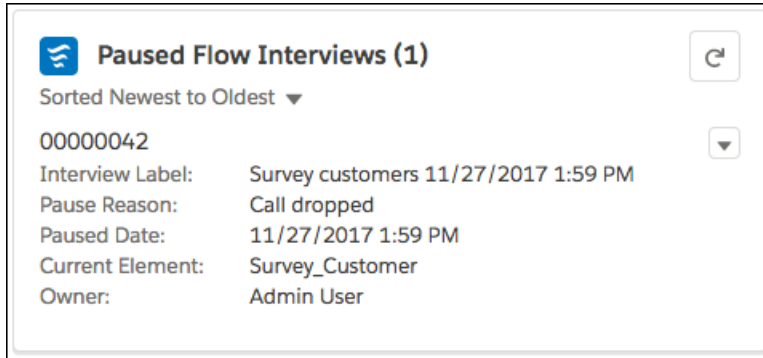 Paused Flow Interviews (1)
Sorted Newest to Oldest
00000042
Interview Label: Survey customers 11/27/2017 1:59 PM
Pause Reason: Call dropped
Paused Date: 11/27/2017 1:59 PM
Current Element: Survey_Customer
Owner: Admin User